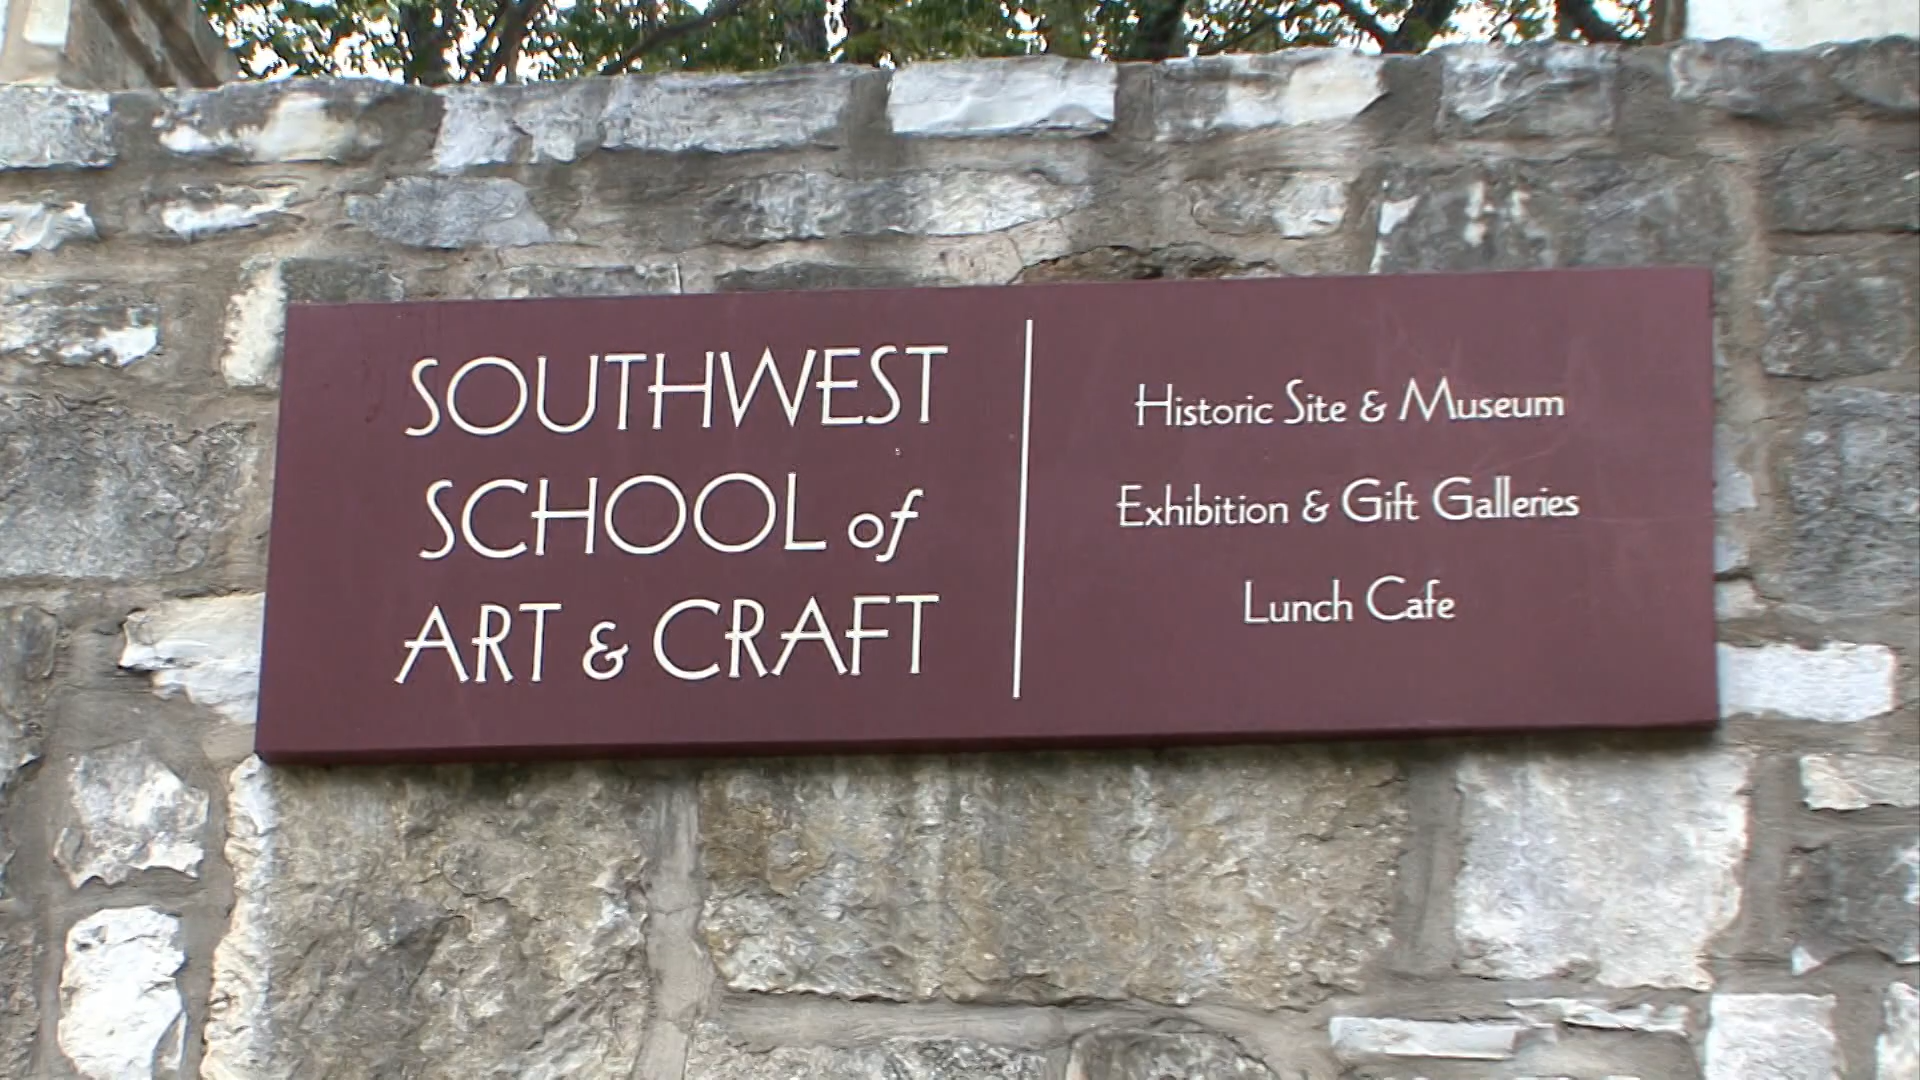 SOUTHWEST
SCHOOL of
ART & CRAFT
Historic Site & Museum
Exhibition & Gift Galleries
Lunch Cafe